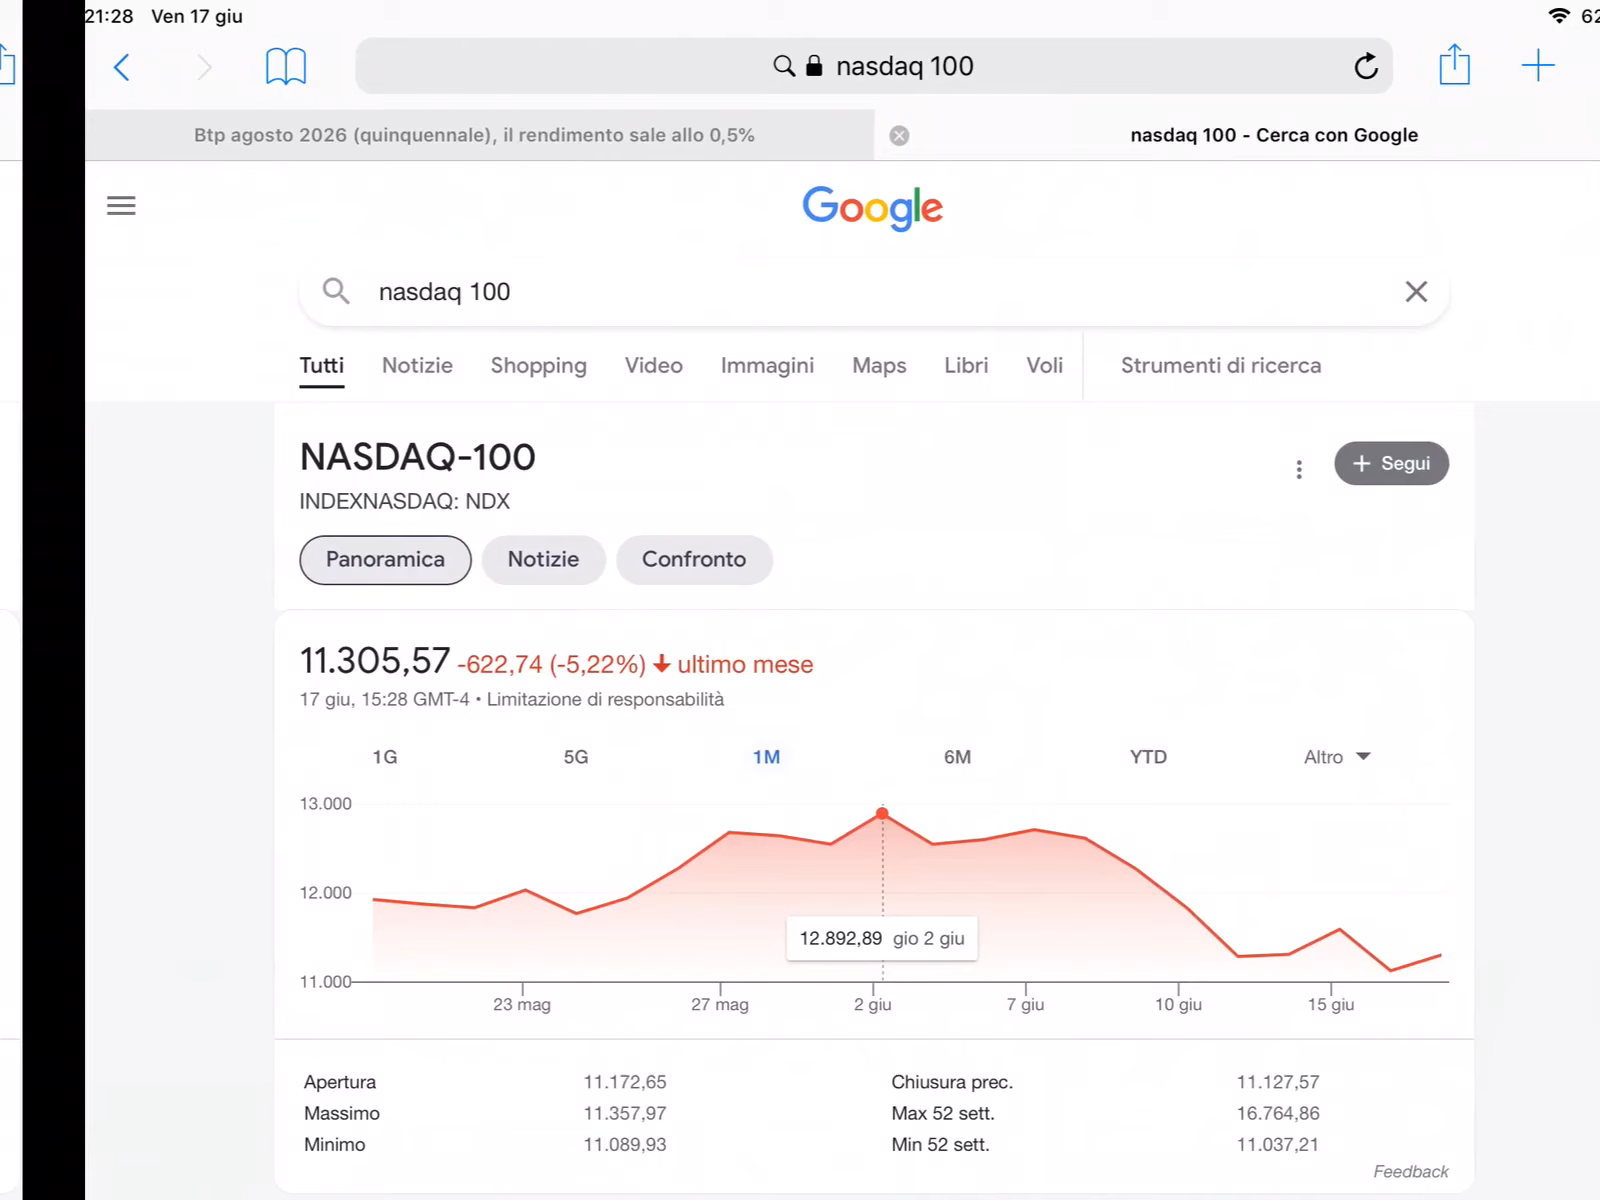 21:28 Ven 17 giu
nasdaq 100
Btp agosto 2026 (quinquennale), il rendimento sale allo 0,5%
nasdaq 100 - Cerca con Google
Google
nasdaq 100
Tutti Notizie Shopping Video Immagini Maps Libri Voli Strumenti di ricerca
NASDAQ-100
+ Segui
INDEXNASDAQ: NDX
Panoramica Notizie Confronto
11.305,57 -622,74 (-5,22%) ↓ ultimo mese
17 giu, 15:28 GMT-4 • Limitazione di responsabilità
1G 5G 1M 6M YTD Altro
13.000
12.000
12.892,89 gio 2 giu
11.000
23 mag 27 mag 2 giu 7 giu 10 giu 15 giu
Apertura 11.172,65 Chiusura prec. 11.127,57
Massimo 11.357,97 Max 52 sett. 16.764,86
Minimo 11.089,93 Min 52 sett. 11.037,21
Feedback